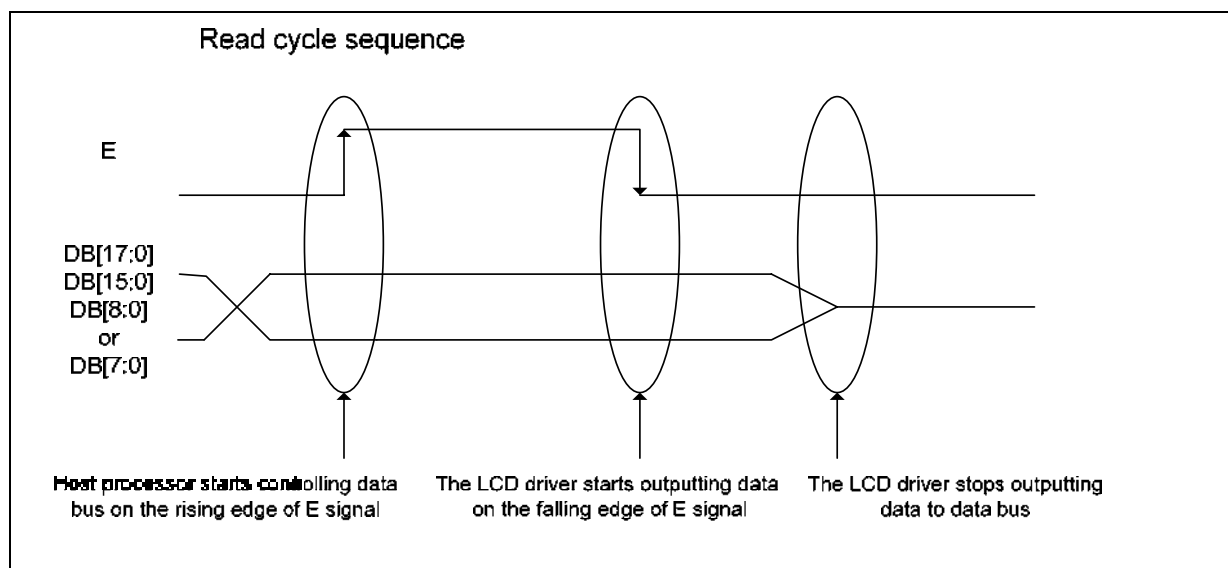 Read cycle sequence
E
DB[17:0]
DB[15:0]
DB[8:0]
or
DB[7:0]
Host processor starts controlling data
bus on the rising edge of E signal
The LCD driver starts outputting data
on the falling edge of E signal
The LCD driver stops outputting
data to data bus